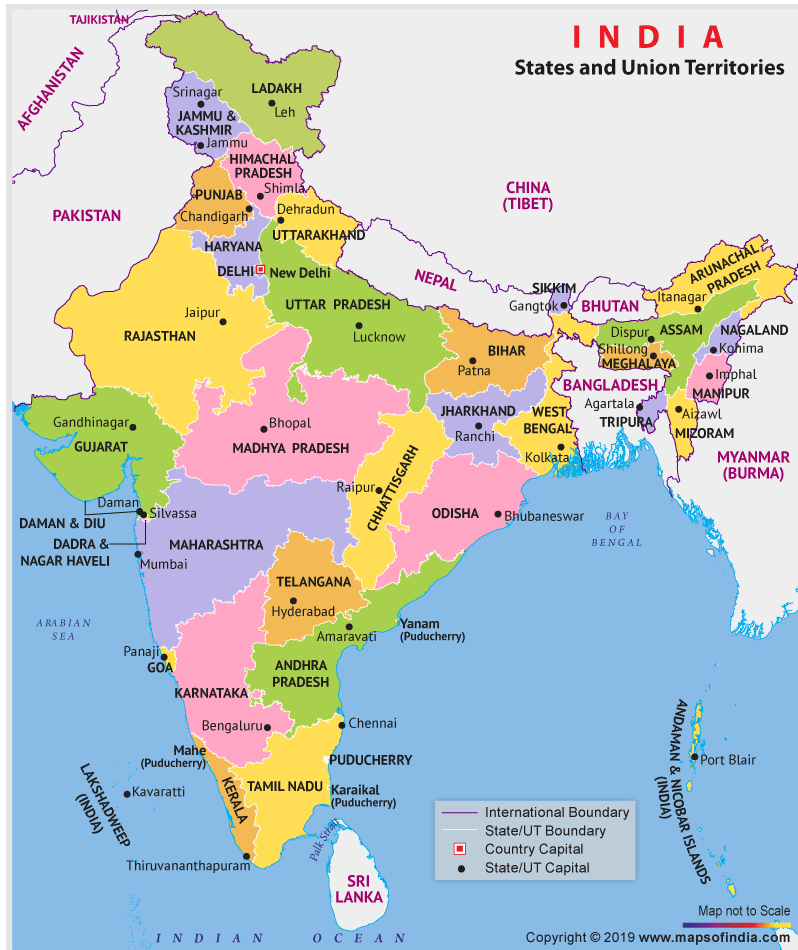 INDIA
States and Union Territories
TAJIKISTAN
AFGHANISTAN
PAKISTAN
CHINA
(TIBET)
NEPAL
BHUTAN
BANGLADESH
MYANMAR
(BURMA)
SRI
LANKA
LADAKH
Leh
Srinagar
JAMMU &
KASHMIR
Jammu
HIMACHAL
PRADESH
Shimla
PUNJAB
Chandigarh
Dehradun
UTTARAKHAND
HARYANA
DELHI
New Delhi
UTTAR PRADESH
Lucknow
Jaipur
RAJASTHAN
BIHAR
Patna
SIKKIM
Gangtok
ARUNACHAL
PRADESH
Itanagar
Dispur
ASSAM
NAGALAND
Kohima
Shillong
MEGHALAYA
Imphal
MANIPUR
Agartala
TRIPURA
Aizawl
MIZORAM
JHARKHAND
Ranchi
WEST
BENGAL
Kolkata
Gandhinagar
GUJARAT
Bhopal
MADHYA PRADESH
Raipur
CHHATTISGARH
ODISHA
Bhubaneswar
Daman
Silvassa
DAMAN & DIU
DADRA &
NAGAR HAVELI
Mumbai
MAHARASHTRA
TELANGANA
Hyderabad
Amaravati
Yanam
(Puducherry)
ANDHRA
PRADESH
Panaji
GOA
KARNATAKA
Bengaluru
Chennai
Mahe
(Puducherry)
PUDUCHERRY
TAMIL NADU
Karaikal
(Puducherry)
KERALA
Thiruvananthapuram
LAKSHADWEEP
(INDIA)
Kavaratti
ANDAMAN & NICOBAR ISLANDS
(INDIA)
Port Blair
ARABIAN
SEA
BAY
OF
BENGAL
Palk Strait
INDIAN OCEAN
International Boundary
State/UT Boundary
Country Capital
State/UT Capital
Map not to Scale
Copyright © 2019 www.mapsofindia.com